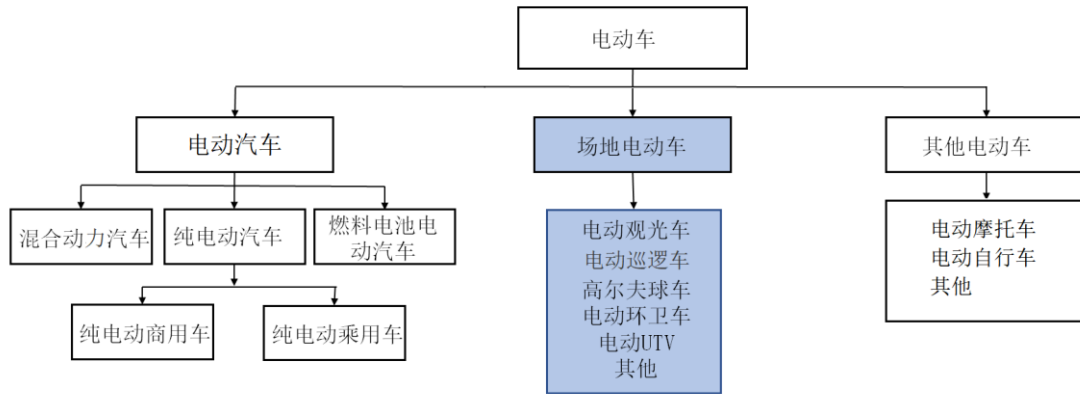 电动车
电动汽车
场地电动车
其他电动车
混合动力汽车
纯电动汽车
燃料电池电
动汽车
纯电动商用车
纯电动乘用车
电动观光车
电动巡逻车
高尔夫球车
电动环卫车
电动UTV
其他
电动摩托车
电动自行车
其他